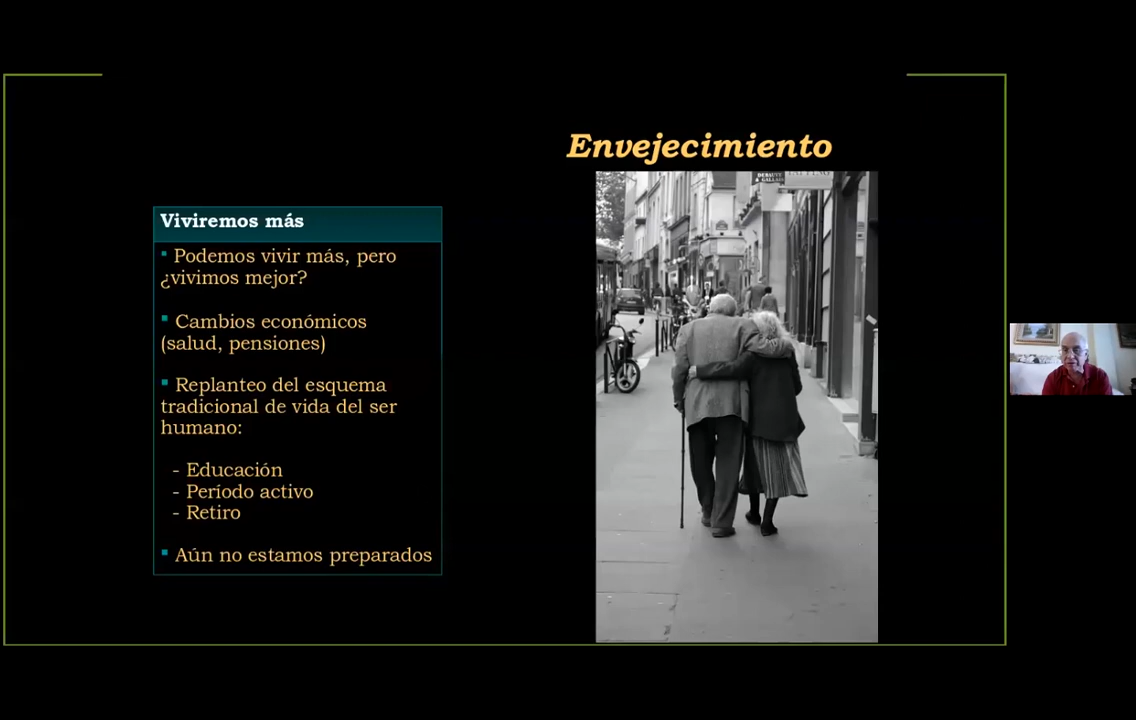 Envejecimiento
Viviremos más
▪ Podemos vivir más, pero
¿vivimos mejor?
▪ Cambios económicos
(salud, pensiones)
▪ Replanteo del esquema
tradicional de vida del ser
humano:
- Educación
- Período activo
- Retiro
▪ Aún no estamos preparados